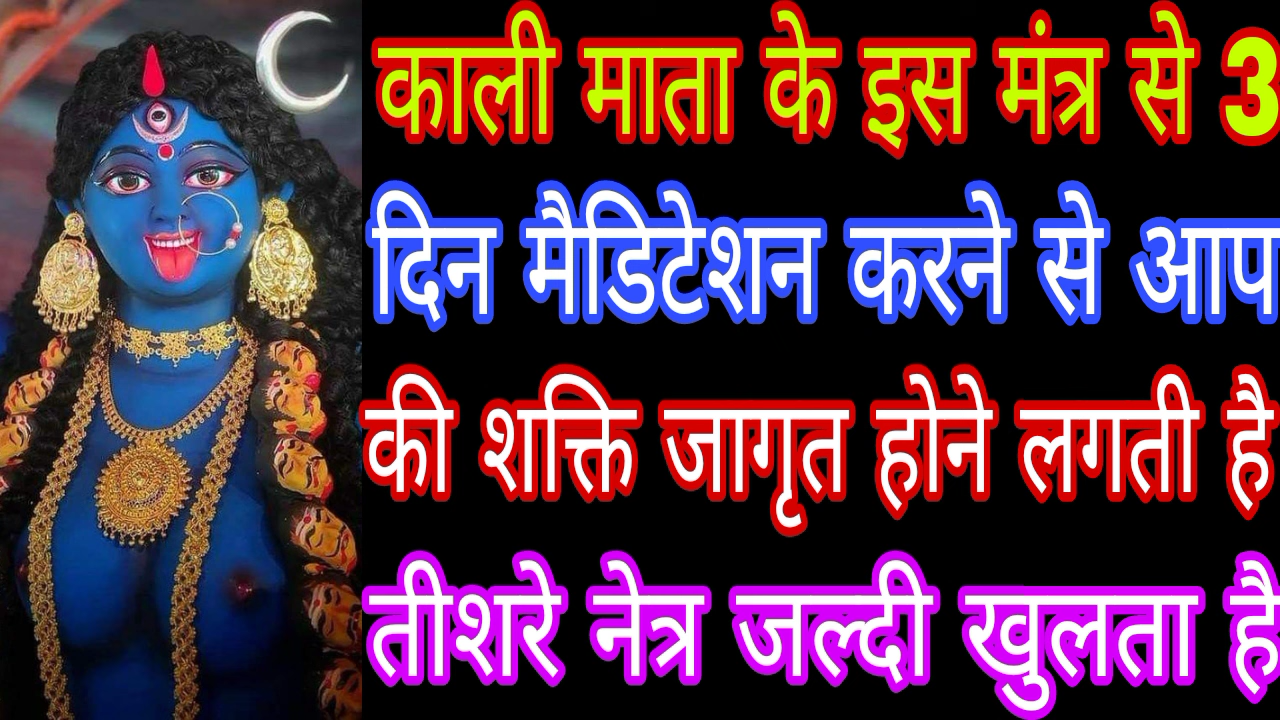 काली माता के इस मंत्र से 3
दिन मैडिटेशन करने से आप
की शक्ति जागृत होने लगती है
तीशरे नेत्र जल्दी खुलता है